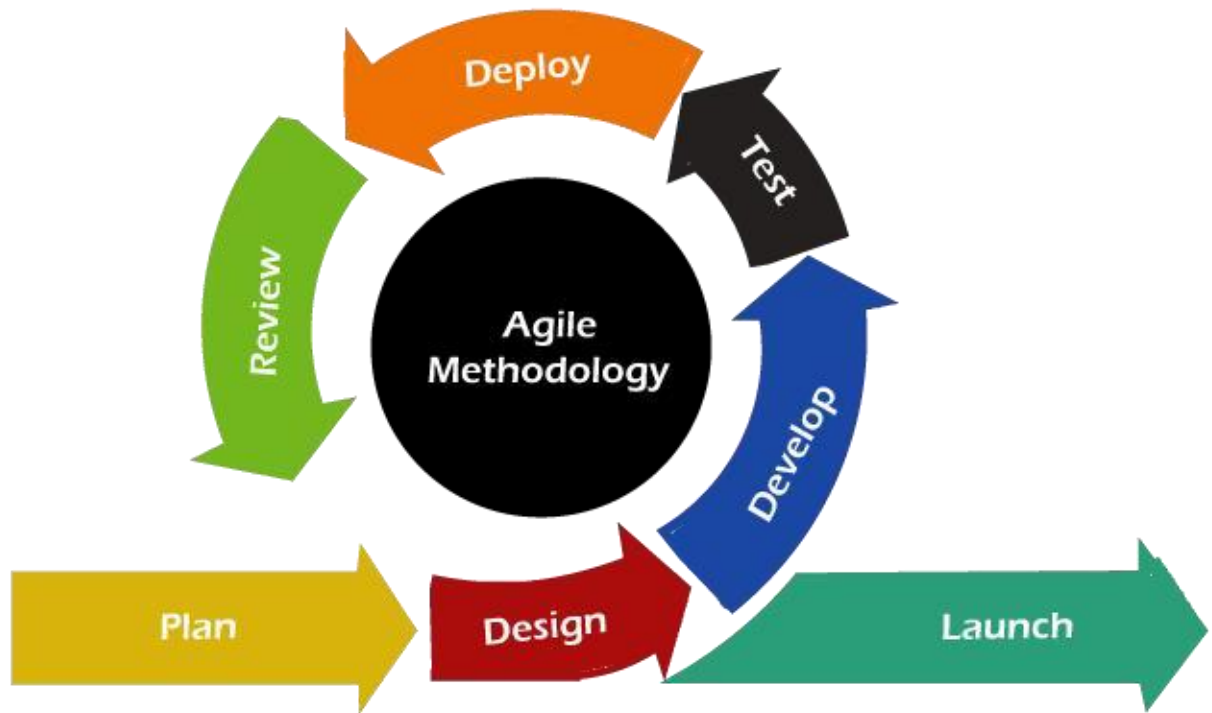 Deploy
Test
Review
Agile
Methodology
Develop
Plan
Design
Launch